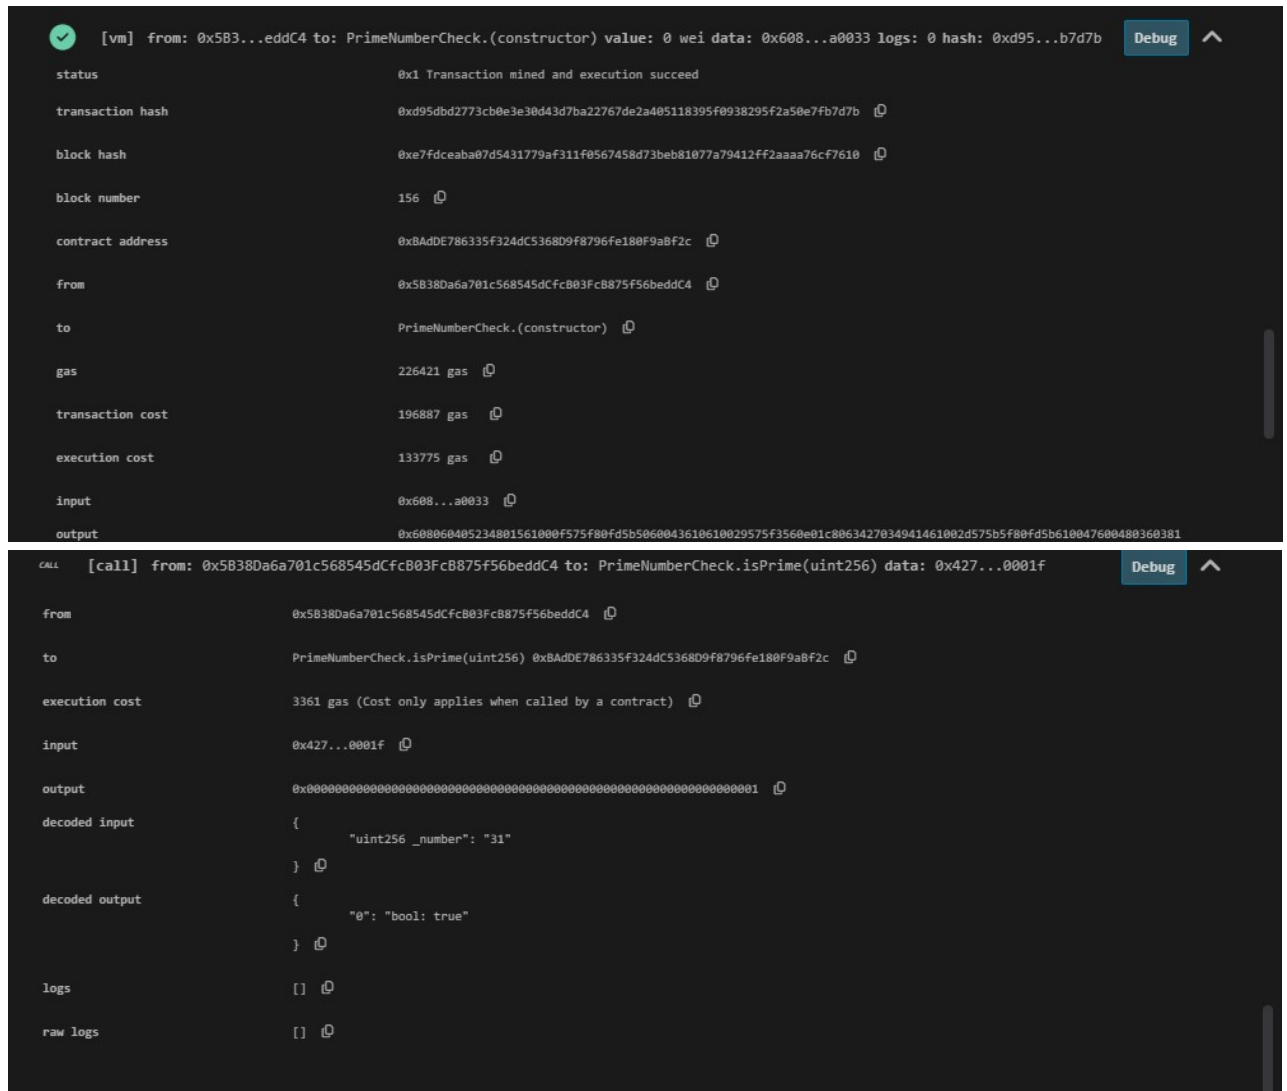 [vm] from: 0x5B3...eddC4 to: PrimeNumberCheck.(constructor) value: 0 wei data: 0x608...a0033 logs: 0 hash: 0xd95...b7d7b Debug
status 0x1 Transaction mined and execution succeed
transaction hash 0xd95dbd2773cb0e3e30d43d7ba22767de2a405118395f0938295f2a50e7fb7d7b
block hash 0xe7fdceaba07d5431779af311f0567458d73beb81077a79412ff2aaaa76cf7610
block number 156
contract address 0xBAdDE786335f324dC5368D9f8796fe180F9aBf2c
from 0x5B38Da6a701c568545dCfcB03FcB875f56beddC4
to PrimeNumberCheck.(constructor)
gas 226421 gas
transaction cost 196887 gas
execution cost 133775 gas
input 0x608...a0033
output 0x608060405234801561000f575f80fd5b5060043610610029575f3560e01c8063427034941461002d575b5f80fd5b610047600480360381
CALL [call] from: 0x5B38Da6a701c568545dCfcB03FcB875f56beddC4 to: PrimeNumberCheck.isPrime(uint256) data: 0x427...0001f Debug
from 0x5B38Da6a701c568545dCfcB03FcB875f56beddC4
to PrimeNumberCheck.isPrime(uint256) 0xBAdDE786335f324dC5368D9f8796fe180F9aBf2c
execution cost 3361 gas (Cost only applies when called by a contract)
input 0x427...0001f
output 0x0000000000000000000000000000000000000000000000000000000000000001
decoded input {
"uint256 _number": "31"
}
decoded output {
"0": "bool: true"
}
logs []
raw logs []